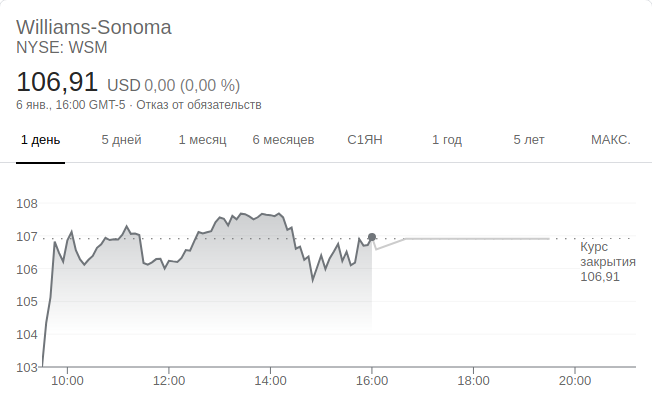 Williams-Sonoma
NYSE: WSM
106,91 USD 0,00 (0,00 %)
6 янв., 16:00 GMT-5 · Отказ от обязательств
1 день 5 дней 1 месяц 6 месяцев С1ЯН 1 год 5 лет МАКС.
108
107
106
105
104
103
Курс
закрытия
106,91
10:00 12:00 14:00 16:00 18:00 20:00